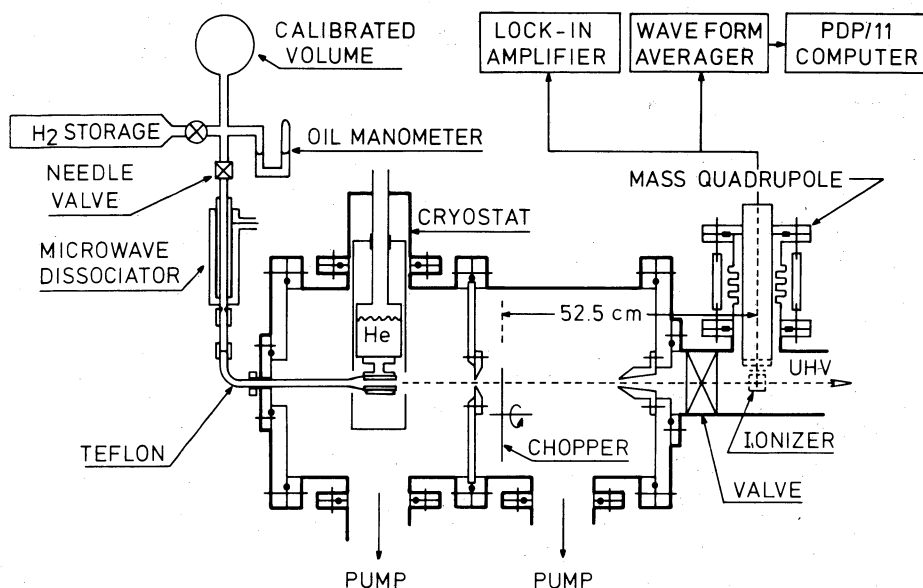 CALIBRATED
VOLUME
LOCK-IN
AMPLIFIER
WAVE FORM
AVERAGER
PDP/11
COMPUTER
H2 STORAGE
OIL MANOMETER
NEEDLE
VALVE
MASS QUADRUPOLE
CRYOSTAT
MICROWAVE
DISSOCIATOR
52.5 cm
He
UHV
TEFLON
CHOPPER
IONIZER
VALVE
PUMP
PUMP